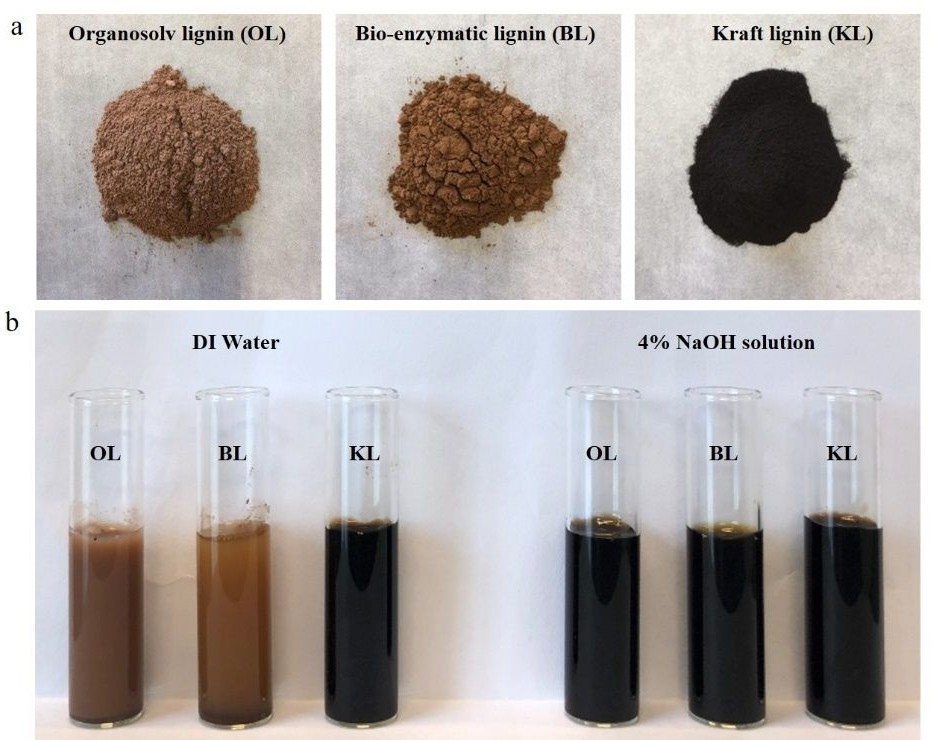 a
Organosolv lignin (OL)
Bio-enzymatic lignin (BL)
Kraft lignin (KL)
b
DI Water
4% NaOH solution
OL
BL
KL
OL
BL
KL